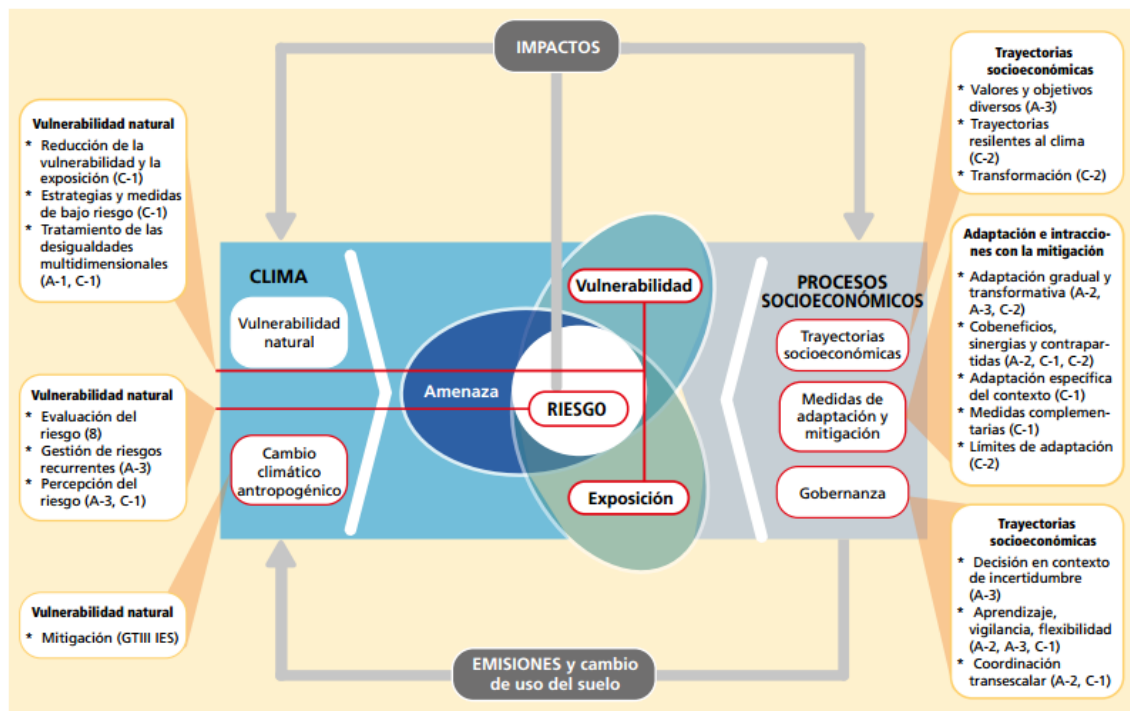 IMPACTOS
Vulnerabilidad natural
* Reducción de la
vulnerabilidad y la
exposición (C-1)
* Estrategias y medidas
de bajo riesgo (C-1)
* Tratamiento de las
desigualdades
multidimensionales
(A-1, C-1)
Vulnerabilidad natural
* Evaluación del
riesgo (8)
* Gestión de riesgos
recurrentes (A-3)
* Percepción del
riesgo (A-3, C-1)
Vulnerabilidad natural
* Mitigación (GTIII IES)
CLIMA
Vulnerabilidad
natural
Cambio
climático
antropogénico
Amenaza
Vulnerabilidad
RIESGO
Exposición
PROCESOS
SOCIOECONÓMICOS
Trayectorias
socioeconómicas
Medidas de
adaptación y
mitigación
Gobernanza
Trayectorias
socioeconómicas
* Valores y objetivos
diversos (A-3)
* Trayectorias
resilentes al clima
(C-2)
* Transformación (C-2)
Adaptación e intraccio-
nes con la mitigación
* Adaptación gradual y
transformativa (A-2,
A-3, C-2)
* Cobeneficios,
sinergias y contrapar-
tidas (A-2, C-1, C-2)
* Adaptación específica
del contexto (C-1)
* Medidas complemen-
tarias (C-1)
* Límites de adaptación
(C-2)
Trayectorias
socioeconómicas
* Decisión en contexto
de incertidumbre
(A-3)
* Aprendizaje,
vigilancia, flexibilidad
(A-2, A-3, C-1)
* Coordinación
transescalar (A-2, C-1)
EMISIONES y cambio
de uso del suelo